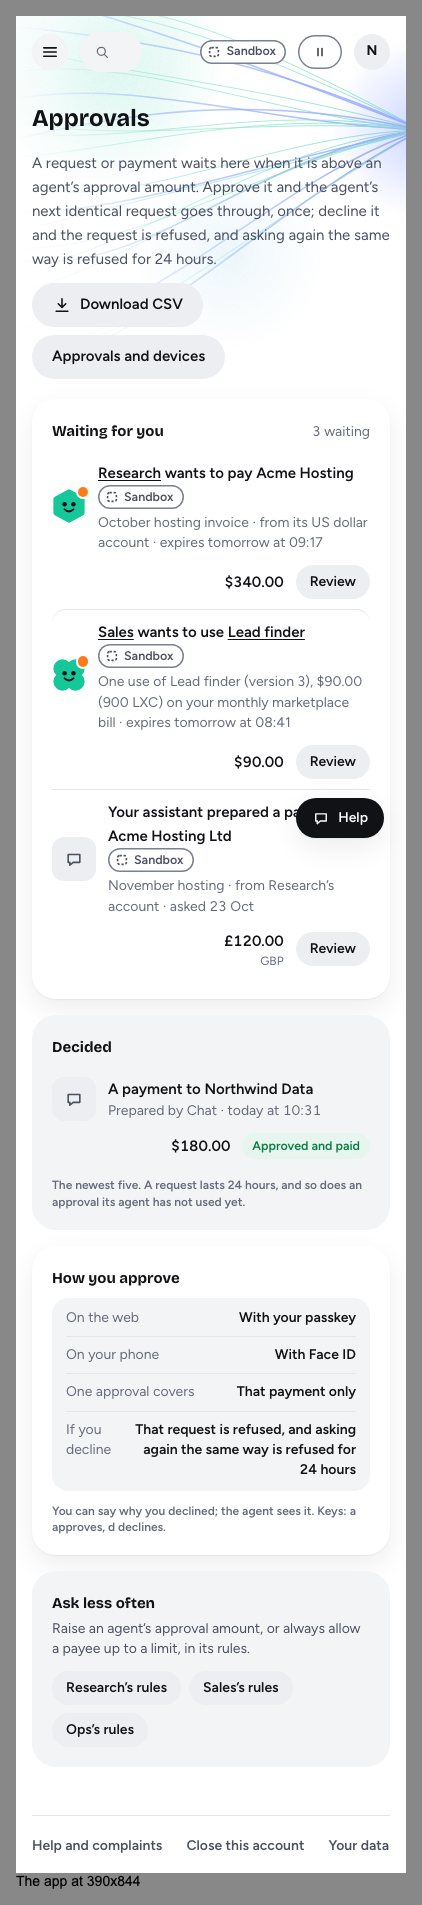 Sandbox
N
Approvals
A request or payment waits here when it is above an
agent's approval amount. Approve it and the agent's
next identical request goes through, once; decline it
and the request is refused, and asking again the same
way is refused for 24 hours.
Download CSV
Approvals and devices
Waiting for you 3 waiting
Research wants to pay Acme Hosting
Sandbox
October hosting invoice · from its US dollar
account · expires tomorrow at 09:17
$340.00 Review
Sales wants to use Lead finder
Sandbox
One use of Lead finder (version 3), $90.00
(900 LXC) on your monthly marketplace
bill · expires tomorrow at 08:41
$90.00 Review
Your assistant prepared a
Help
Acme Hosting Ltd
Sandbox
November hosting · from Research's
account · asked 23 Oct
£120.00 Review
GBP
Decided
A payment to Northwind Data
Prepared by Chat · today at 10:31
$180.00 Approved and paid
The newest five. A request lasts 24 hours, and so does an
approval its agent has not used yet.
How you approve
On the web With your passkey
On your phone With Face ID
One approval covers That payment only
If you decline That request is refused, and asking
again the same way is refused for
24 hours
You can say why you declined; the agent sees it. Keys: a
approves, d declines.
Ask less often
Raise an agent's approval amount, or always allow
a payee up to a limit, in its rules.
Research's rules Sales's rules
Ops's rules
Help and complaints Close this account Your data
The app at 390x844